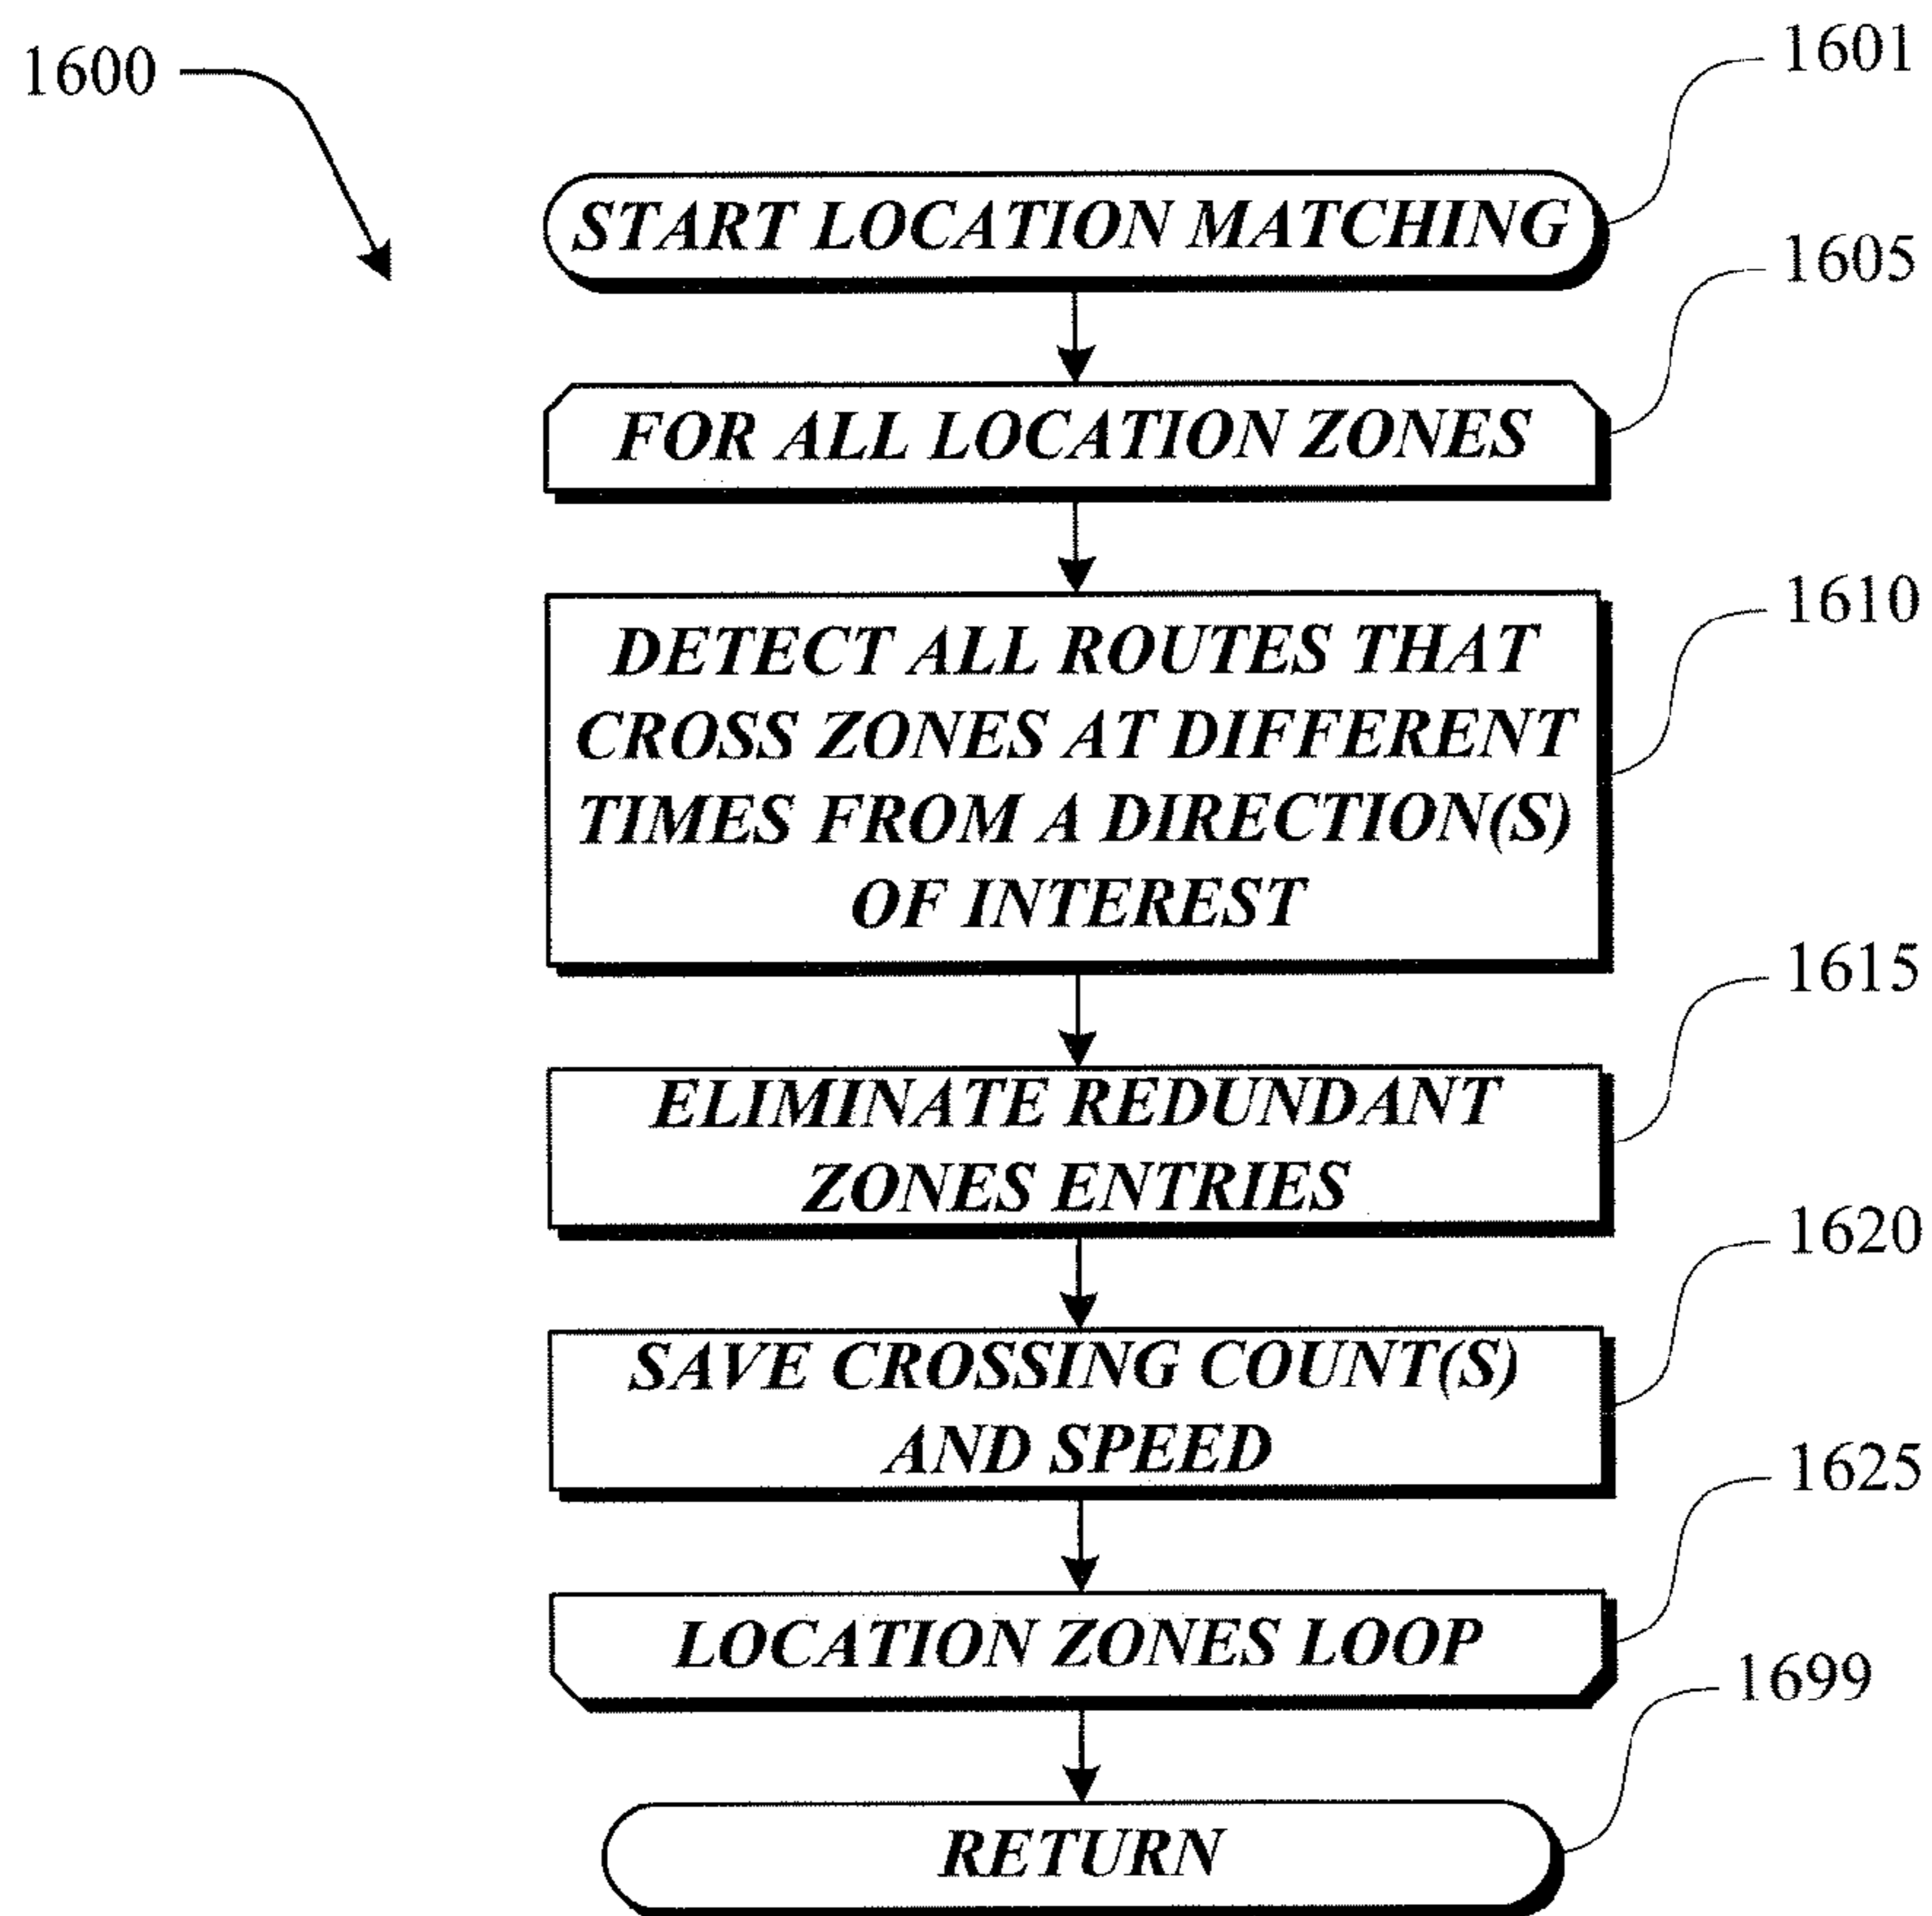 1600
1601
START LOCATION MATCHING
1605
FOR ALL LOCATION ZONES
1610
DETECT ALL ROUTES THAT
CROSS ZONES AT DIFFERENT
TIMES FROM A DIRECTION(S)
OF INTEREST
1615
ELIMINATE REDUNDANT
ZONES ENTRIES
1620
SAVE CROSSING COUNT(S)
AND SPEED
1625
LOCATION ZONES LOOP
1699
RETURN